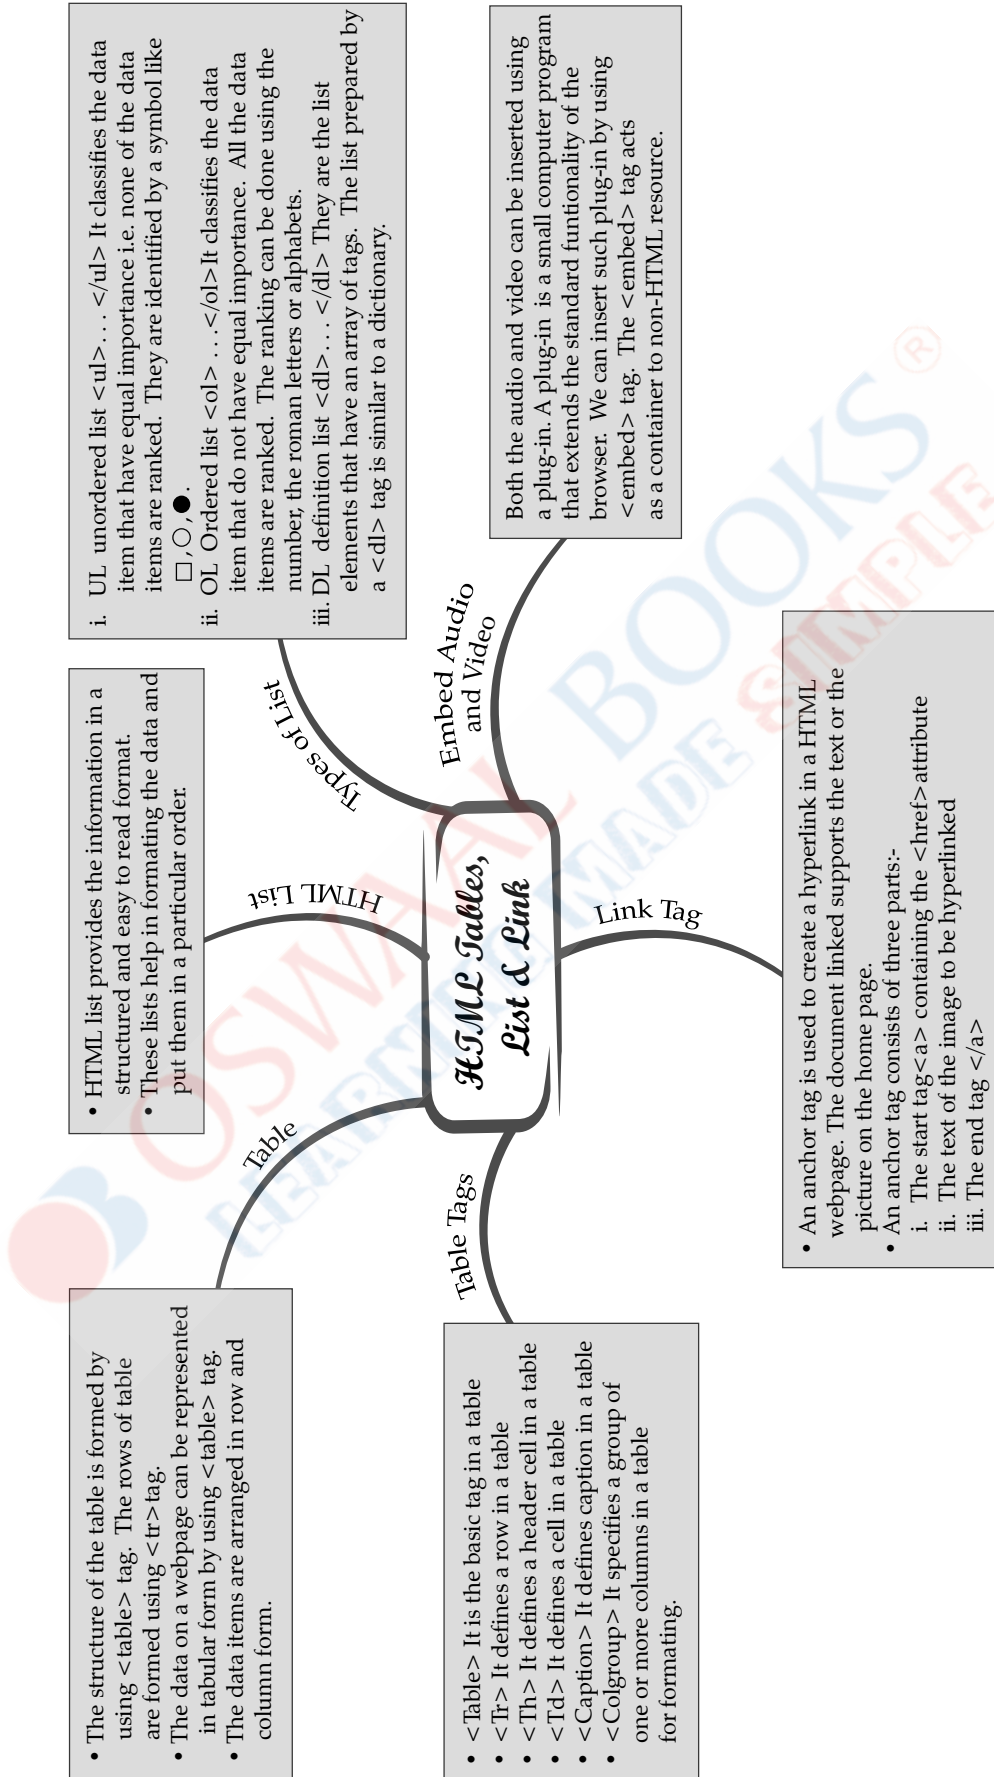 • The structure of the table is formed by
using <table> tag. The rows of table
are formed using <tr>tag.
• The data on a webpage can be represented
in tabular form by using <table> tag.
• The data items are arranged in row and
column form.
Table
• HTML list provides the information in a
structured and easy to read format.
• These lists help in formating the data and
put them in a particular order.
HTML List
i. UL unordered list <ul>... </ul> It classifies the data
item that have equal importance i.e. none of the data
items are ranked. They are identified by a symbol like
□,○,●.
ii. OL Ordered list <ol> ...</ol>It classifies the data
item that do not have equal importance. All the data
items are ranked. The ranking can be done using the
number, the roman letters or alphabets.
iii. DL definition list <dl>... </dl> They are the list
elements that have an array of tags. The list prepared by
a <dl> tag is similar to a dictionary.
Types of List
HTML Tables,
List & Link
Table Tags
• <Table> It is the basic tag in a table
• <Tr> It defines a row in a table
• <Th> It defines a header cell in a table
• <Td> It defines a cell in a table
• <Caption> It defines caption in a table
• <Colgroup> It specifies a group of
one or more columns in a table
for formating.
Link Tag
• An anchor tag is used to create a hyperlink in a HTML
webpage. The document linked supports the text or the
picture on the home page.
• An anchor tag consists of three parts:-
i. The start tag<a> containing the <href>attribute
ii. The text of the image to be hyperlinked
iii. The end tag </a>
Embed Audio
and Video
Both the audio and video can be inserted using
a plug-in. A plug-in is a small computer program
that extends the standard funtionality of the
browser. We can insert such plug-in by using
<embed> tag. The <embed> tag acts
as a container to non-HTML resource.
OSWAAL BOOKS ®
LEARNING MADE SIMPLE